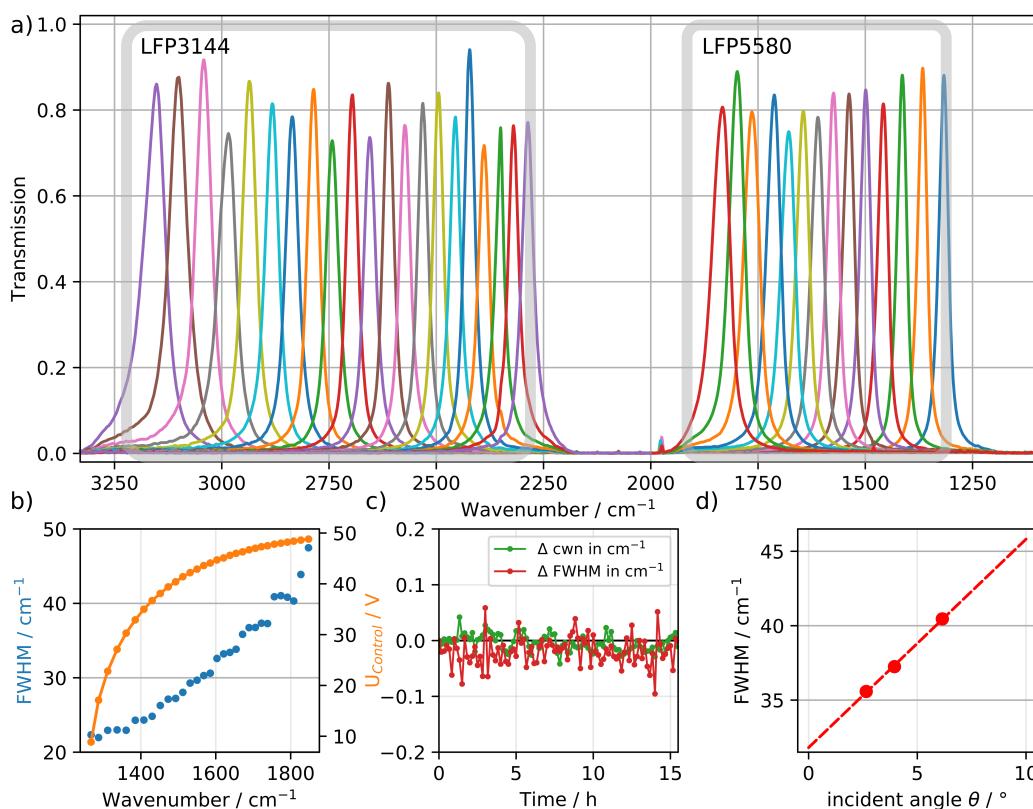 a)
LFP3144
LFP5580
1.0
0.8
0.6
0.4
0.2
0.0
Transmission
3250 3000 2750 2500 2250 2000 1750 1500 1250
Wavenumber / cm⁻¹
b)
50
40
30
20
FWHM / cm⁻¹
50
40
30
20
10
U_Control / V
1400 1600 1800
Wavenumber / cm⁻¹
c)
0.2
0.1
0.0
−0.1
−0.2
Δ cwn in cm⁻¹
Δ FWHM in cm⁻¹
0 5 10 15
Time / h
d)
45
40
35
FWHM / cm⁻¹
0 5 10
incident angle θ / °